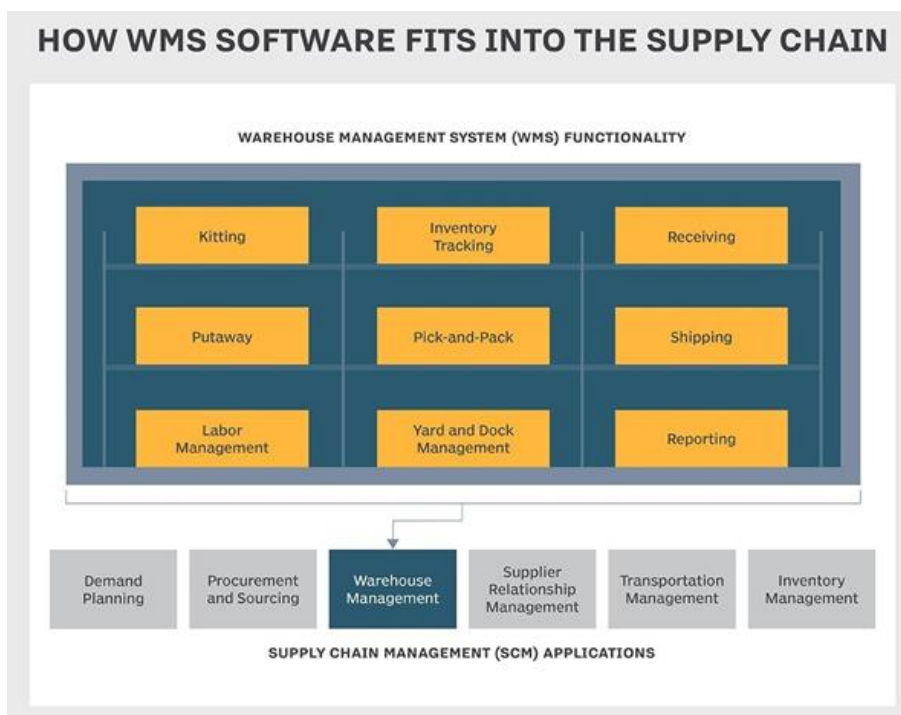 HOW WMS SOFTWARE FITS INTO THE SUPPLY CHAIN
WAREHOUSE MANAGEMENT SYSTEM (WMS) FUNCTIONALITY
Kitting
Inventory
Tracking
Receiving
Putaway
Pick-and-Pack
Shipping
Labor
Management
Yard and Dock
Management
Reporting
Demand
Planning
Procurement
and Sourcing
Warehouse
Management
Supplier
Relationship
Management
Transportation
Management
Inventory
Management
SUPPLY CHAIN MANAGEMENT (SCM) APPLICATIONS